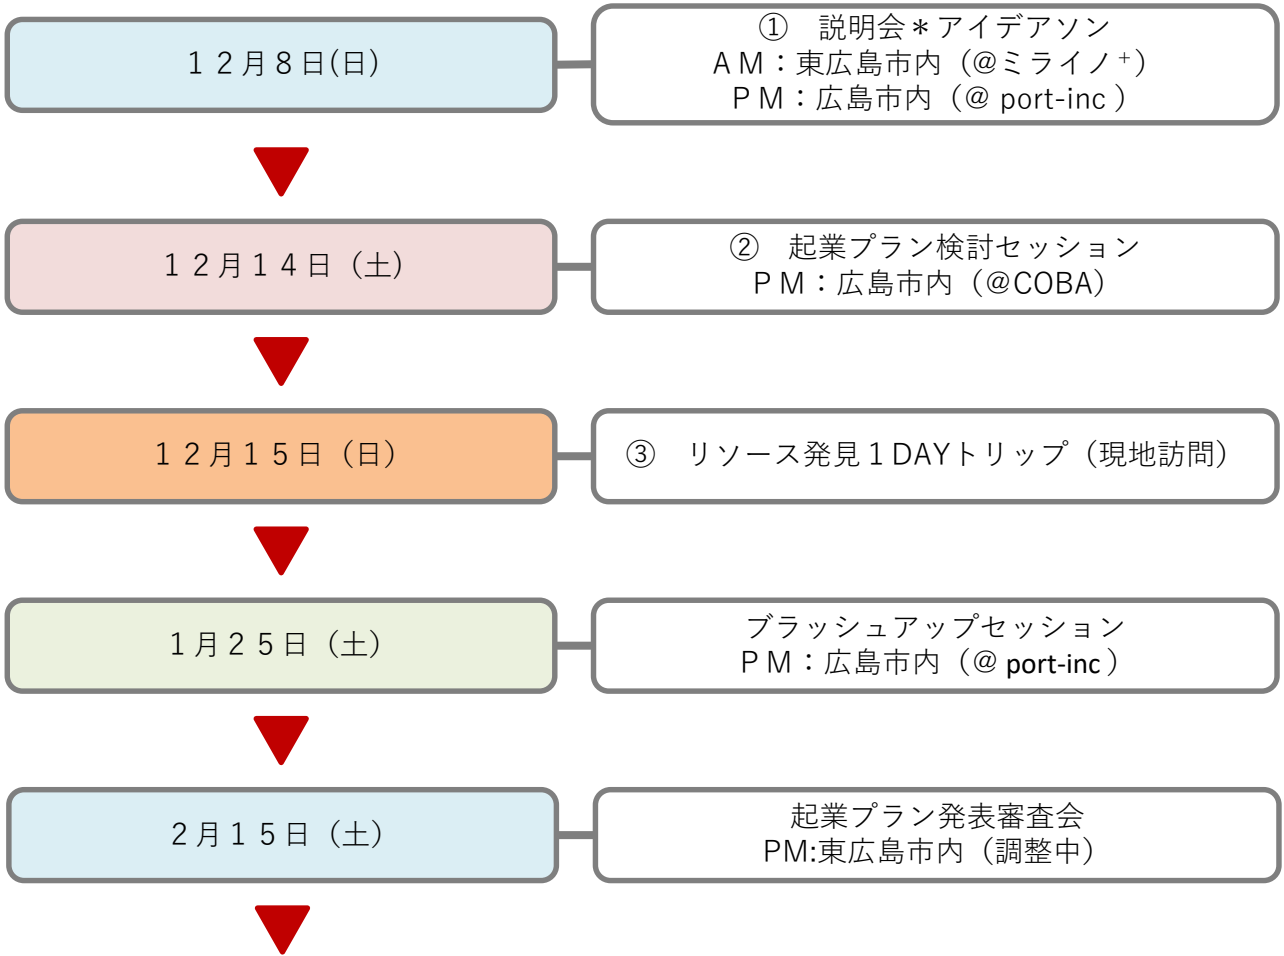 １２月８日(日)
①　説明会＊アイデアソン
ＡＭ：東広島市内（@ミライノ⁺）
ＰＭ：広島市内（@ port-inc ）
１２月１４日（土）
②　起業プラン検討セッション
ＰＭ：広島市内（@COBA）
１２月１５日（日）
③　リソース発見１DAYトリップ（現地訪問）
１月２５日（土）
ブラッシュアップセッション
ＰＭ：広島市内（@ port-inc ）
２月１５日（土）
起業プラン発表審査会
PM:東広島市内（調整中）